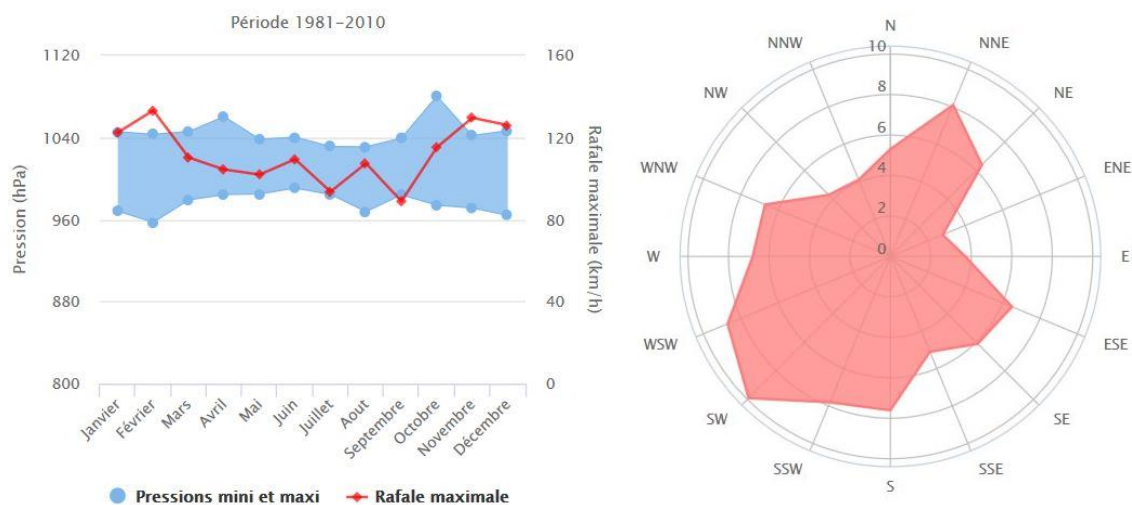 Période 1981-2010
Pression (hPa)
1120
1040
960
880
800
160
120
80
40
0
Rafale maximale (km/h)
Janvier
Février
Mars
Avril
Mai
Juin
Juillet
Aout
Septembre
Octobre
Novembre
Décembre
Pressions mini et maxi
Rafale maximale
N
NNE
NE
ENE
E
ESE
SE
SSE
S
SSW
SW
WSW
W
WNW
NW
NNW
10
8
6
4
2
0